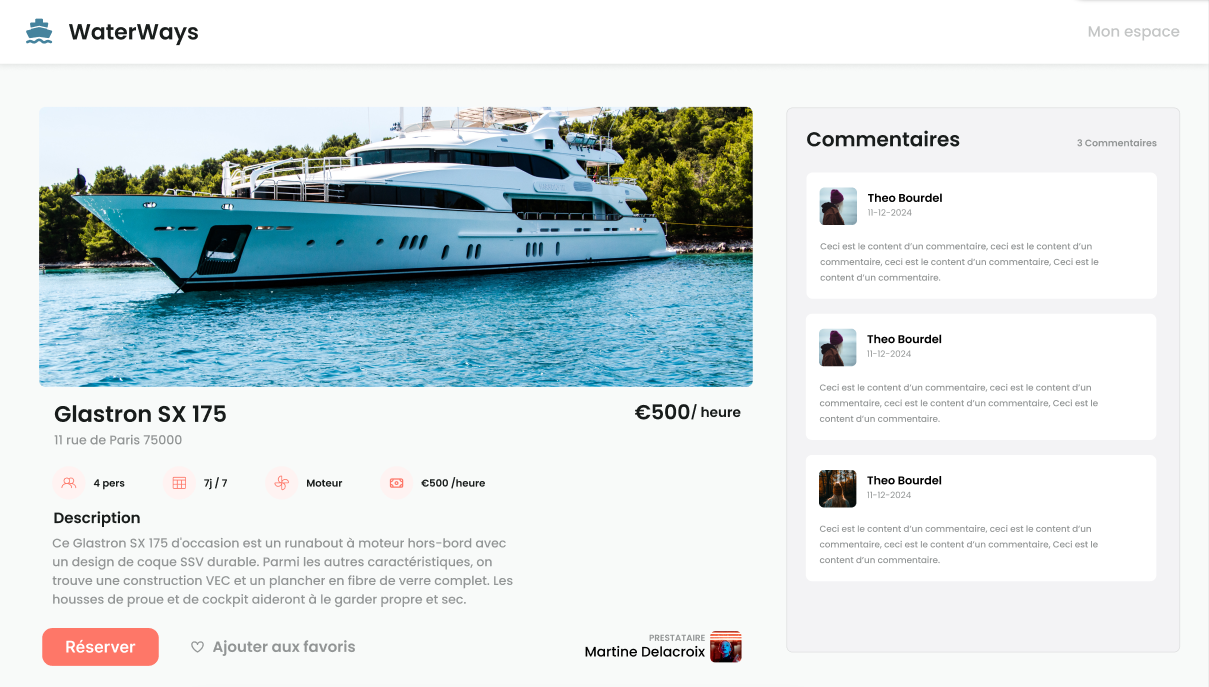 WaterWays
Mon espace
Glastron SX 175
€500/ heure
11 rue de Paris 75000
4 pers
7j / 7
Moteur
€500 /heure
Description
Ce Glastron SX 175 d'occasion est un runabout à moteur hors-bord avec
un design de coque SSV durable. Parmi les autres caractéristiques, on
trouve une construction VEC et un plancher en fibre de verre complet. Les
housses de proue et de cockpit aideront à le garder propre et sec.
Réserver
Ajouter aux favoris
PRESTATAIRE
Martine Delacroix
Commentaires
3 Commentaires
Theo Bourdel
11-12-2024
Ceci est le content d'un commentaire, ceci est le content d'un
commentaire, ceci est le content d'un commentaire, Ceci est le
content d'un commentaire.
Theo Bourdel
11-12-2024
Ceci est le content d'un commentaire, ceci est le content d'un
commentaire, ceci est le content d'un commentaire, Ceci est le
content d'un commentaire.
Theo Bourdel
11-12-2024
Ceci est le content d'un commentaire, ceci est le content d'un
commentaire, ceci est le content d'un commentaire, Ceci est le
content d'un commentaire.